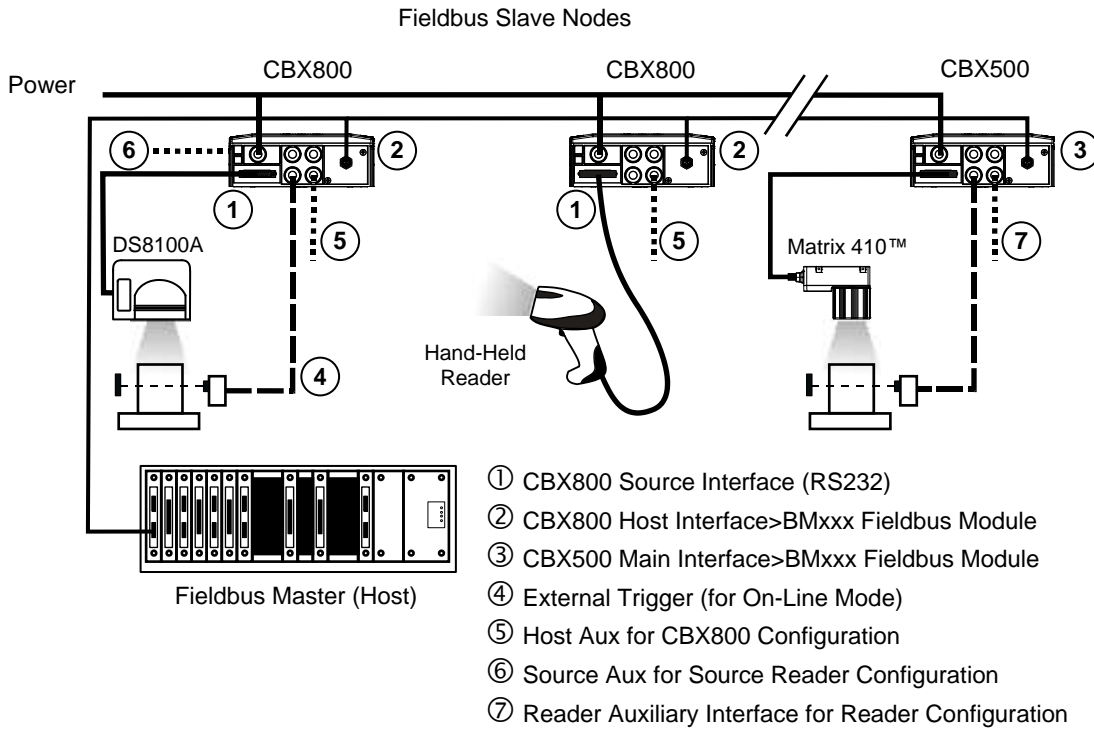 Fieldbus Slave Nodes
Power
CBX800
CBX800
CBX500
6
2
2
3
1
5
1
5
7
DS8100A
Matrix 410™
Hand-Held
Reader
4
Fieldbus Master (Host)
① CBX800 Source Interface (RS232)
② CBX800 Host Interface>BMxxx Fieldbus Module
③ CBX500 Main Interface>BMxxx Fieldbus Module
④ External Trigger (for On-Line Mode)
⑤ Host Aux for CBX800 Configuration
⑥ Source Aux for Source Reader Configuration
⑦ Reader Auxiliary Interface for Reader Configuration